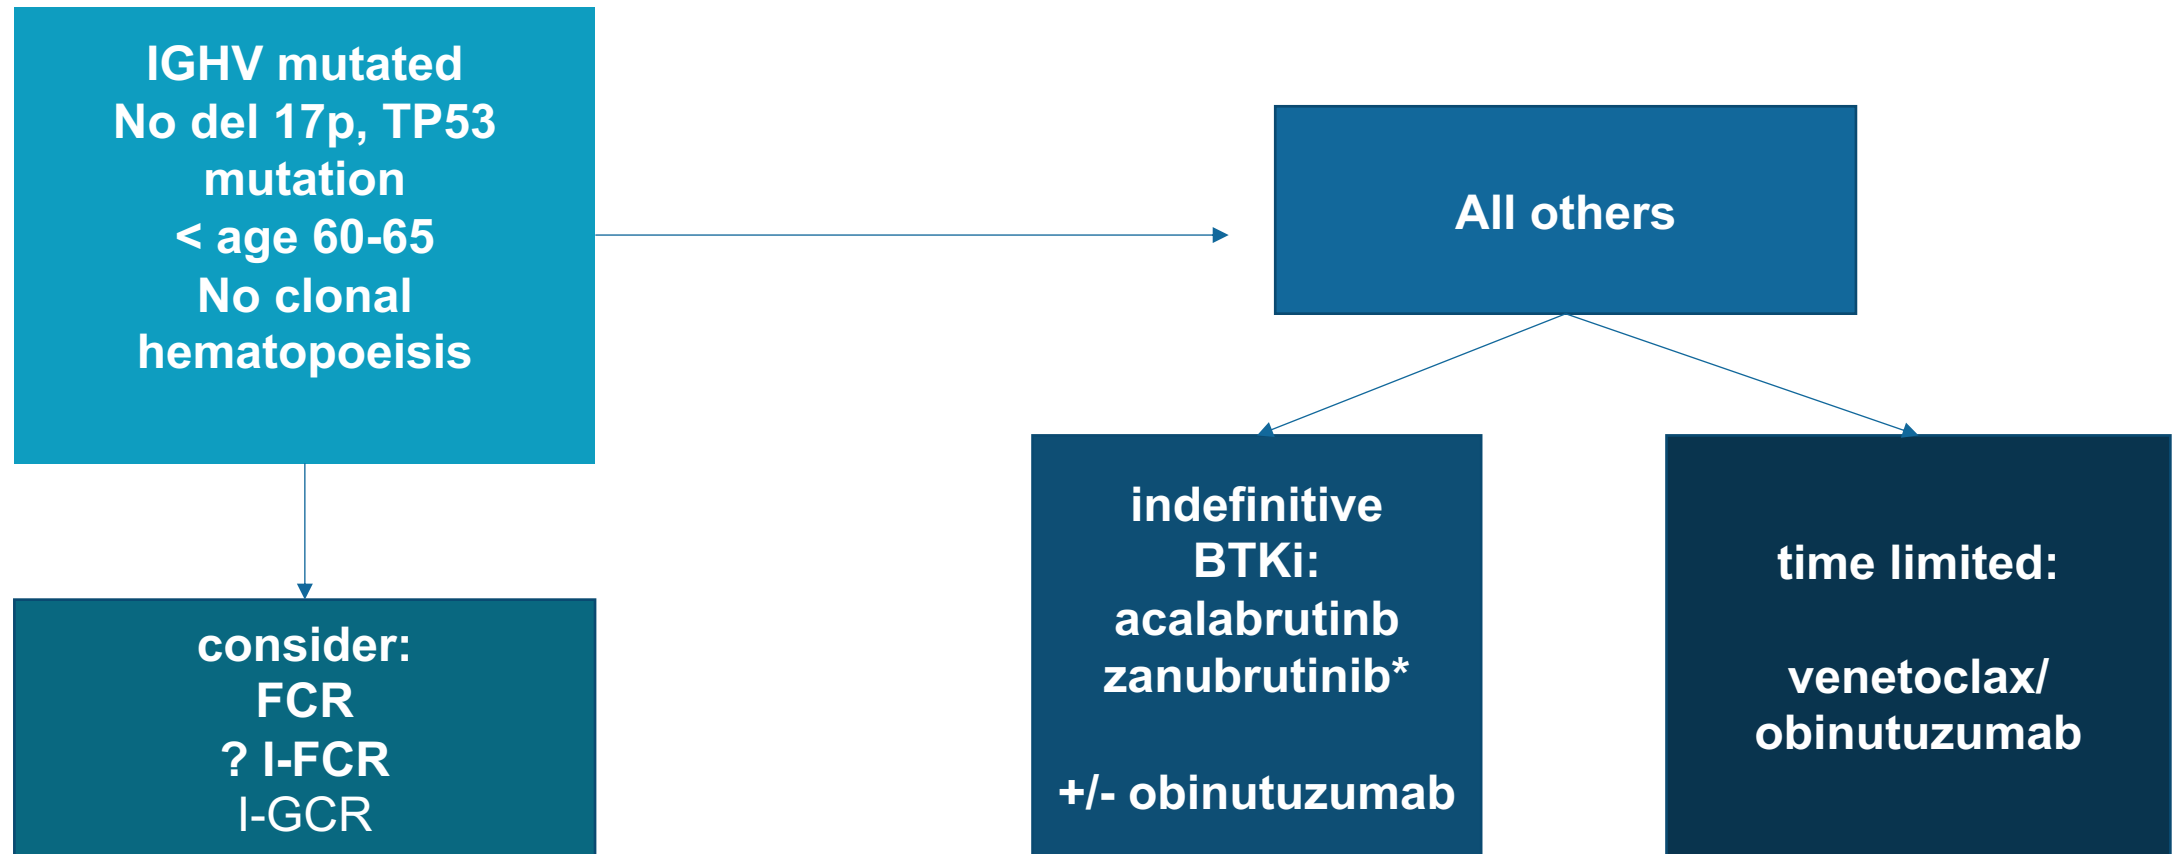 IGHV mutated
No del 17p, TP53
mutation
< age 60-65
No clonal
hematopoeisis
All others
consider:
FCR
? I-FCR
I-GCR
indefinitive
BTKi:
acalabrutinb
zanubrutinib*
+/- obinutuzumab
time limited:
venetoclax/
obinutuzumab